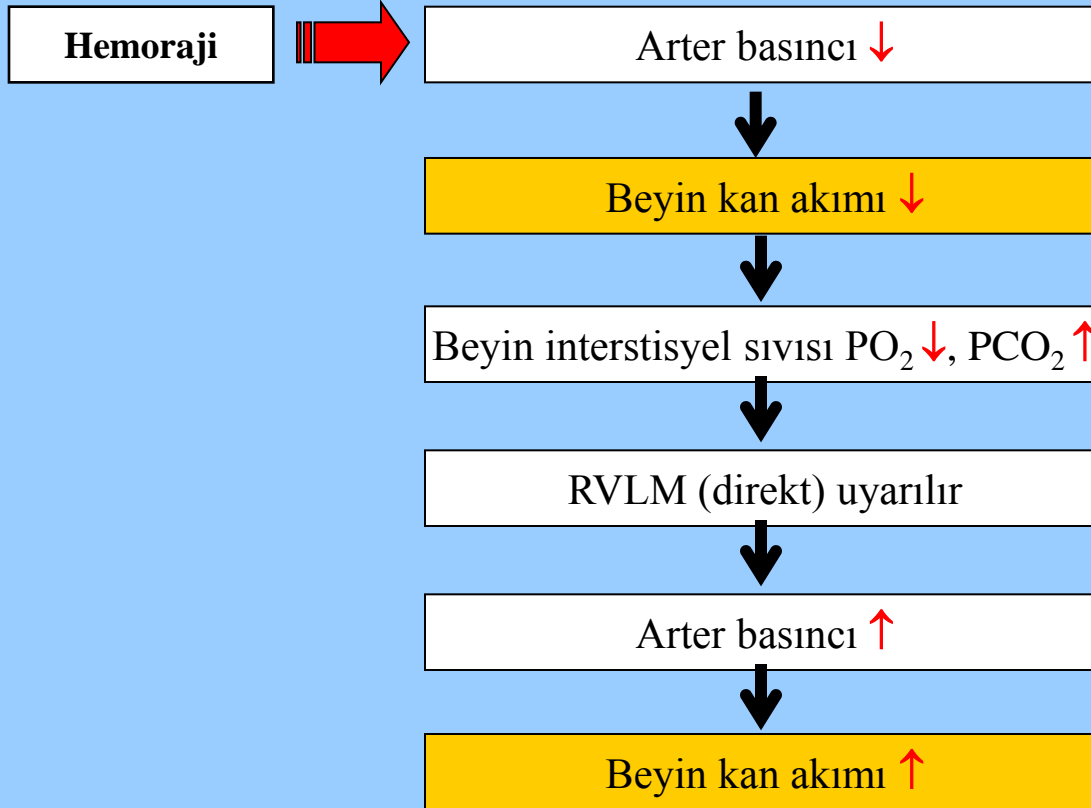 Hemoraji
Arter basıncı ↓
Beyin kan akımı ↓
Beyin interstisyel sıvısı PO₂ ↓, PCO₂ ↑
RVLM (direkt) uyarılır
Arter basıncı ↑
Beyin kan akımı ↑